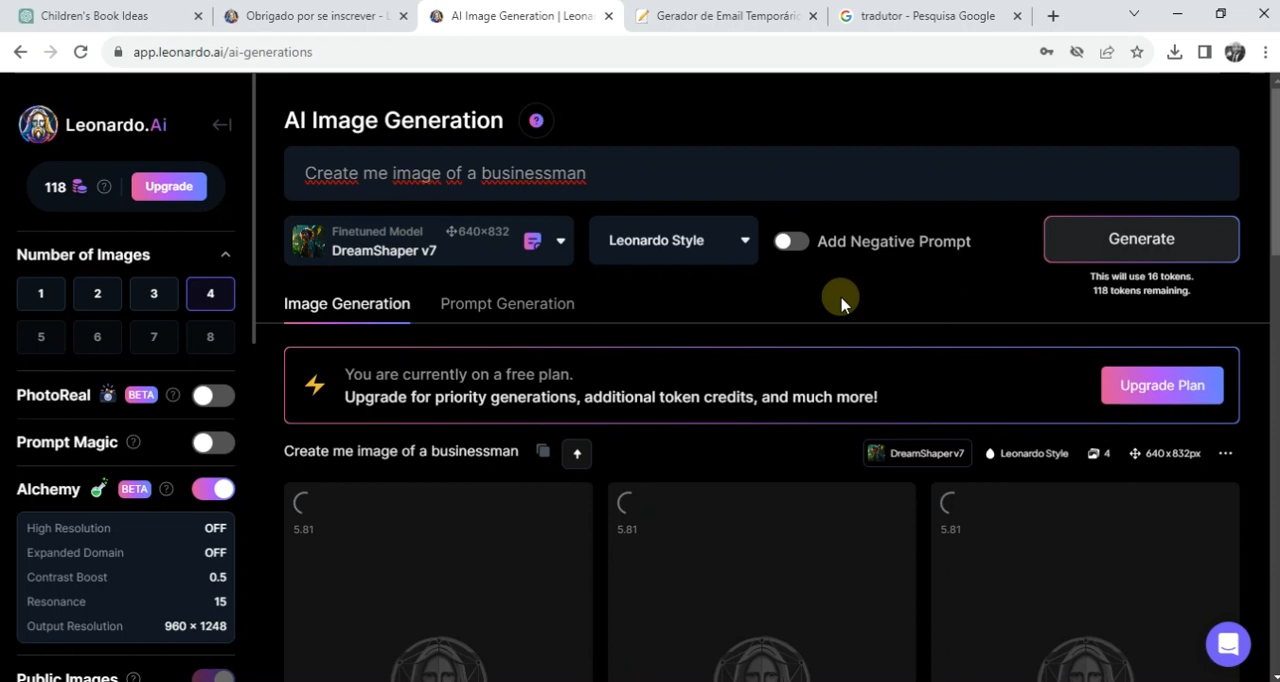 Children's Book Ideas
Obrigado por se inscrever - L
AI Image Generation | Leona
Gerador de Email Temporári
tradutor - Pesquisa Google
app.leonardo.ai/ai-generations
Leonardo.Ai
118
Upgrade
Number of Images
1 2 3 4
5 6 7 8
PhotoReal BETA
Prompt Magic
Alchemy BETA
High Resolution OFF
Expanded Domain OFF
Contrast Boost 0.5
Resonance 15
Output Resolution 960 × 1248
Public Images
AI Image Generation ?
Create me image of a businessman
Finetuned Model 640×832
DreamShaper v7
Leonardo Style
Add Negative Prompt
Generate
This will use 16 tokens.
118 tokens remaining.
Image Generation Prompt Generation
You are currently on a free plan.
Upgrade for priority generations, additional token credits, and much more!
Upgrade Plan
Create me image of a businessman
DreamShaper v7 Leonardo Style 4 640 x 832px
5.81 5.81 5.81